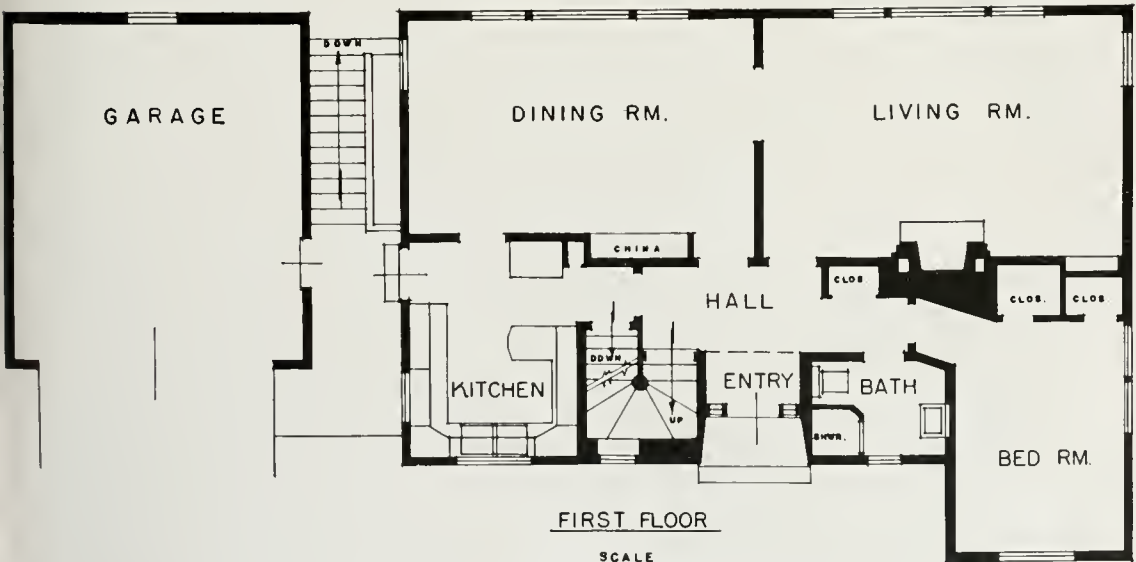 DOWN
GARAGE
DINING RM.
LIVING RM.
CHINA
HALL
CLOS.
CLOS.
CLOS.
DOWN
KITCHEN
ENTRY
BATH
UP
SHWR.
BED RM.
FIRST FLOOR
SCALE